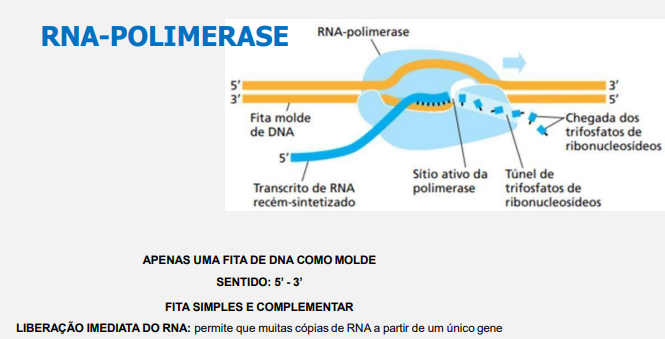 RNA-POLIMERASE
RNA-polimerase
5’
3’
3’
5’
Fita molde
de DNA
Chegada dos
trifosfatos de
ribonucleosídeos
5’
Transcrito de RNA
recém-sintetizado
Sítio ativo da
polimerase
Túnel de
trifosfatos de
ribonucleosídeos
APENAS UMA FITA DE DNA COMO MOLDE
SENTIDO: 5’ - 3’
FITA SIMPLES E COMPLEMENTAR
LIBERAÇÃO IMEDIATA DO RNA: permite que muitas cópias de RNA a partir de um único gene